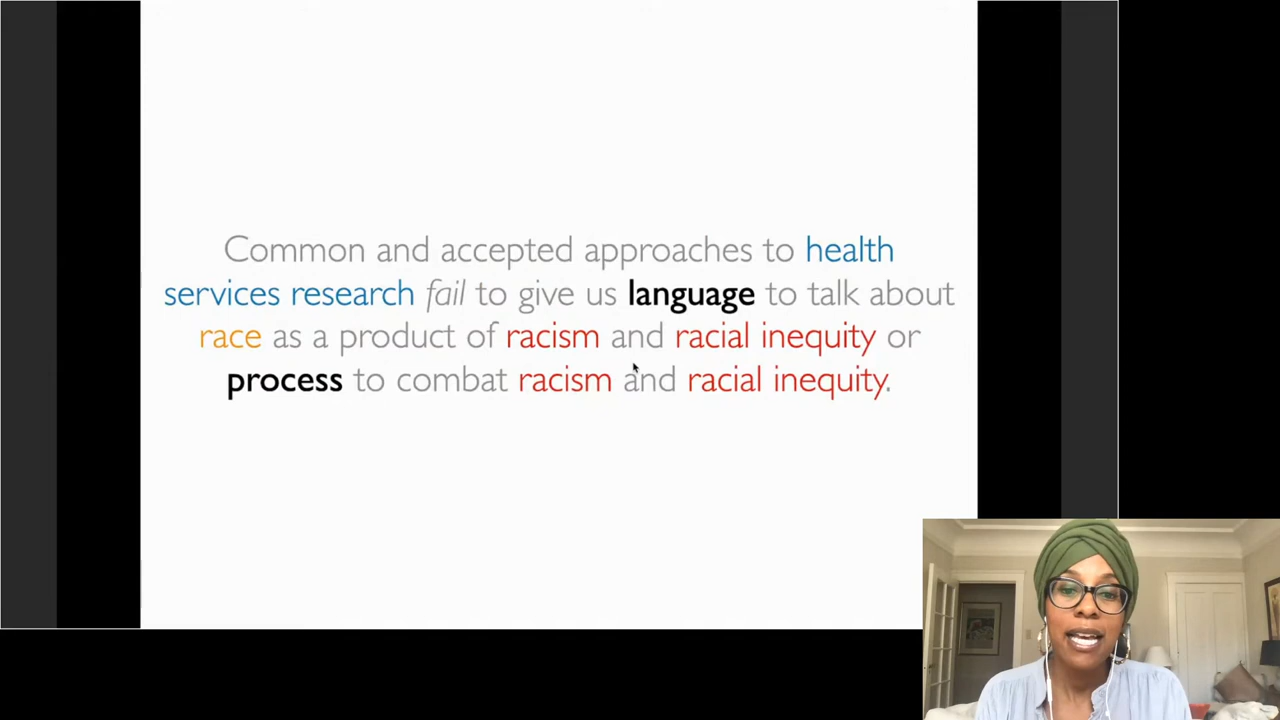 Common and accepted approaches to health
services research fail to give us language to talk about
race as a product of racism and racial inequity or
process to combat racism and racial inequity.